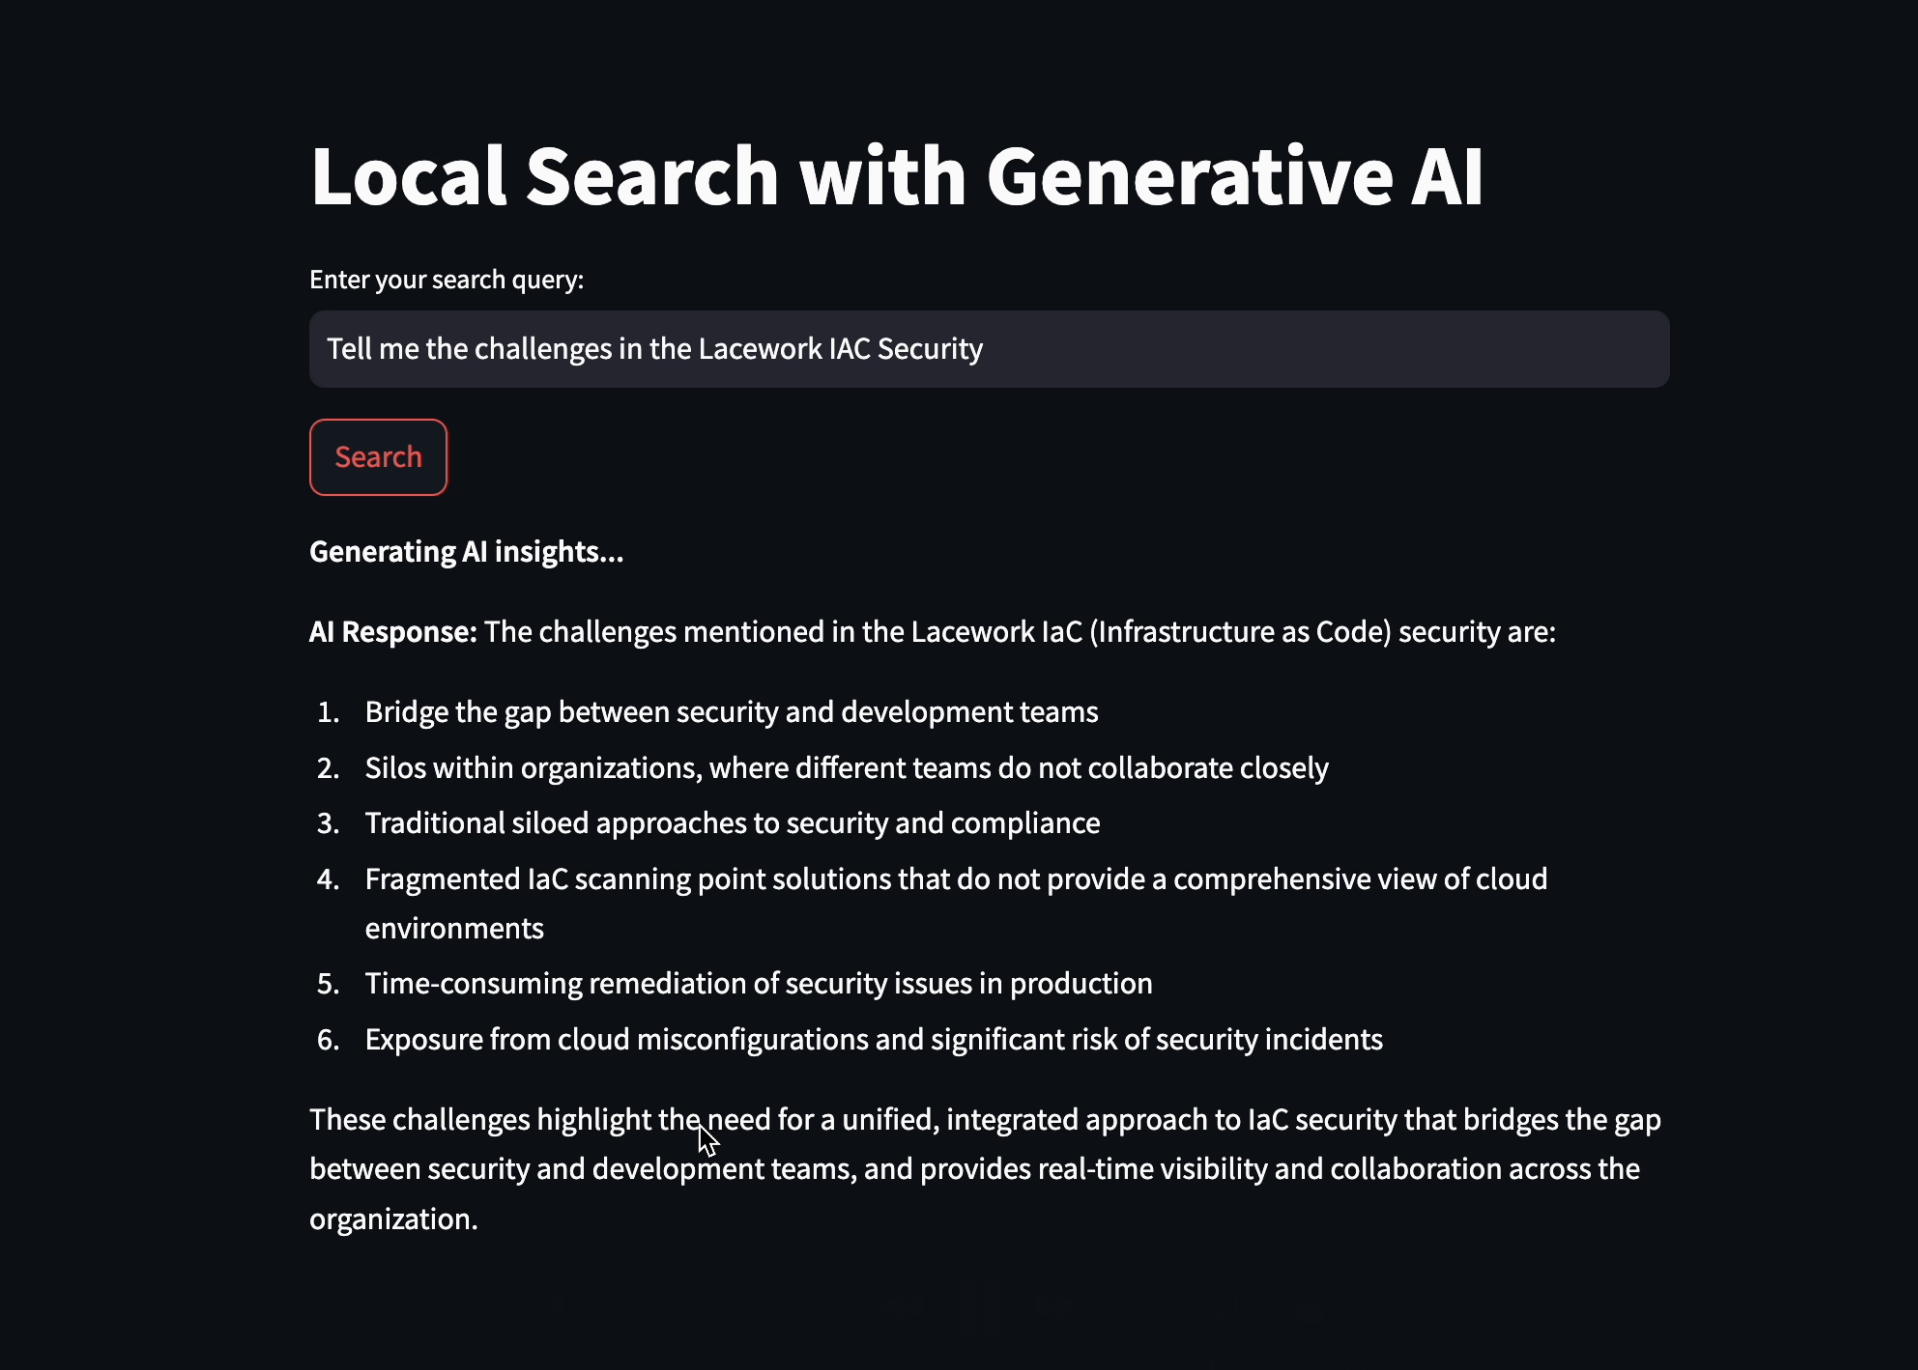 Local Search with Generative AI
Enter your search query:
Tell me the challenges in the Lacework IAC Security
Search
Generating AI insights...
AI Response: The challenges mentioned in the Lacework IaC (Infrastructure as Code) security are:
1. Bridge the gap between security and development teams
2. Silos within organizations, where different teams do not collaborate closely
3. Traditional siloed approaches to security and compliance
4. Fragmented IaC scanning point solutions that do not provide a comprehensive view of cloud
environments
5. Time-consuming remediation of security issues in production
6. Exposure from cloud misconfigurations and significant risk of security incidents
These challenges highlight the need for a unified, integrated approach to IaC security that bridges the gap
between security and development teams, and provides real-time visibility and collaboration across the
organization.